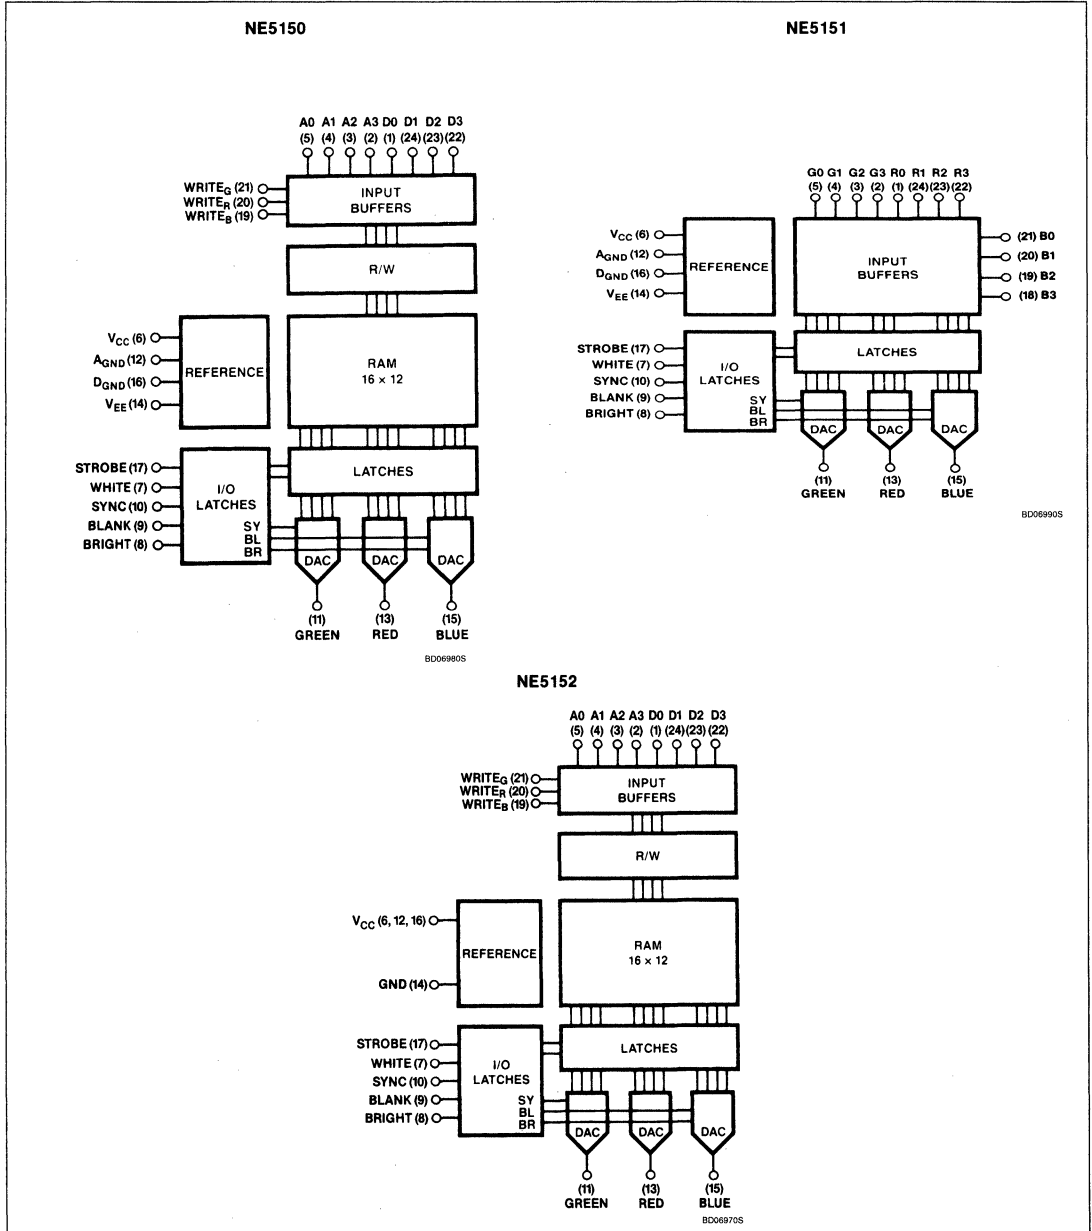 NE5150
A0 A1 A2 A3 D0 D1 D2 D3
(5) (4) (3) (2) (1) (24) (23) (22)
WRITEG (21)
WRITER (20)
WRITEB (19)
INPUT
BUFFERS
R/W
VCC (6)
AGND (12)
DGND (16)
VEE (14)
REFERENCE
RAM
16 × 12
STROBE (17)
WHITE (7)
SYNC (10)
BLANK (9)
BRIGHT (8)
I/O
LATCHES
SY
BL
BR
LATCHES
DAC DAC DAC
(11) (13) (15)
GREEN RED BLUE
BD06980S
NE5151
G0 G1 G2 G3 R0 R1 R2 R3
(5) (4) (3) (2) (1) (24) (23) (22)
VCC (6)
AGND (12)
DGND (16)
VEE (14)
REFERENCE
INPUT
BUFFERS
(21) B0
(20) B1
(19) B2
(18) B3
STROBE (17)
WHITE (7)
SYNC (10)
BLANK (9)
BRIGHT (8)
I/O
LATCHES
SY
BL
BR
LATCHES
DAC DAC DAC
(11) (13) (15)
GREEN RED BLUE
BD06990S
NE5152
A0 A1 A2 A3 D0 D1 D2 D3
(5) (4) (3) (2) (1) (24) (23) (22)
WRITEG (21)
WRITER (20)
WRITEB (19)
INPUT
BUFFERS
R/W
VCC (6, 12, 16)
GND (14)
REFERENCE
RAM
16 × 12
STROBE (17)
WHITE (7)
SYNC (10)
BLANK (9)
BRIGHT (8)
I/O
LATCHES
SY
BL
BR
LATCHES
DAC DAC DAC
(11) (13) (15)
GREEN RED BLUE
BD06970S